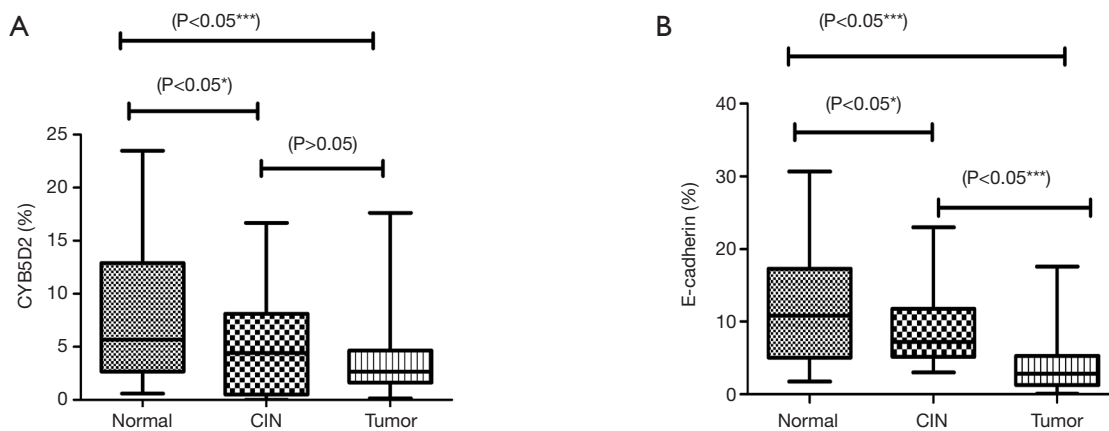 A
(P<0.05***)
(P<0.05*)
(P>0.05)
CYB5D2 (%)
25
20
15
10
5
0
Normal CIN Tumor
B
(P<0.05***)
(P<0.05*)
(P<0.05***)
E-cadherin (%)
40
30
20
10
0
Normal CIN Tumor